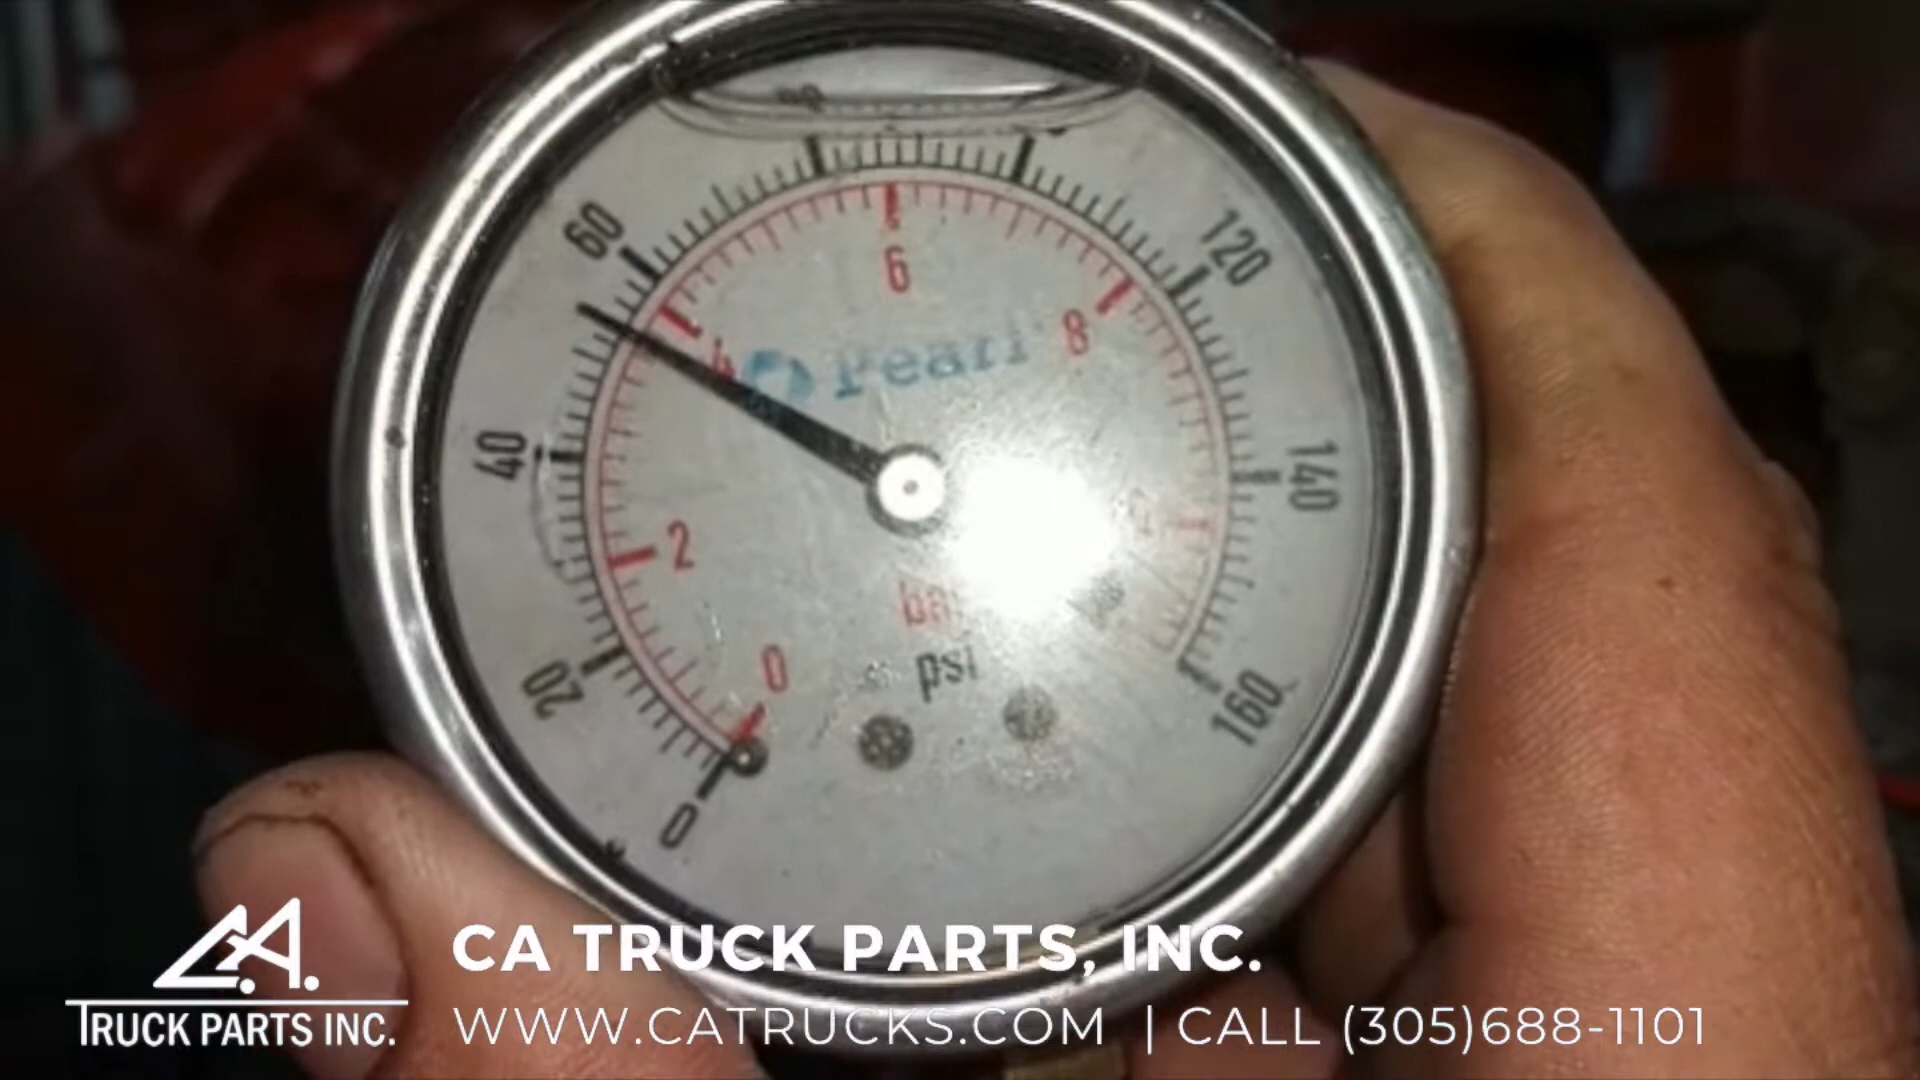 60
120
6
8
4
Pearl
40
140
2
bar
0
psi
20
160
0
C.A.
TRUCK PARTS INC.
CA TRUCK PARTS, INC.
WWW.CATRUCKS.COM | CALL (305)688-1101